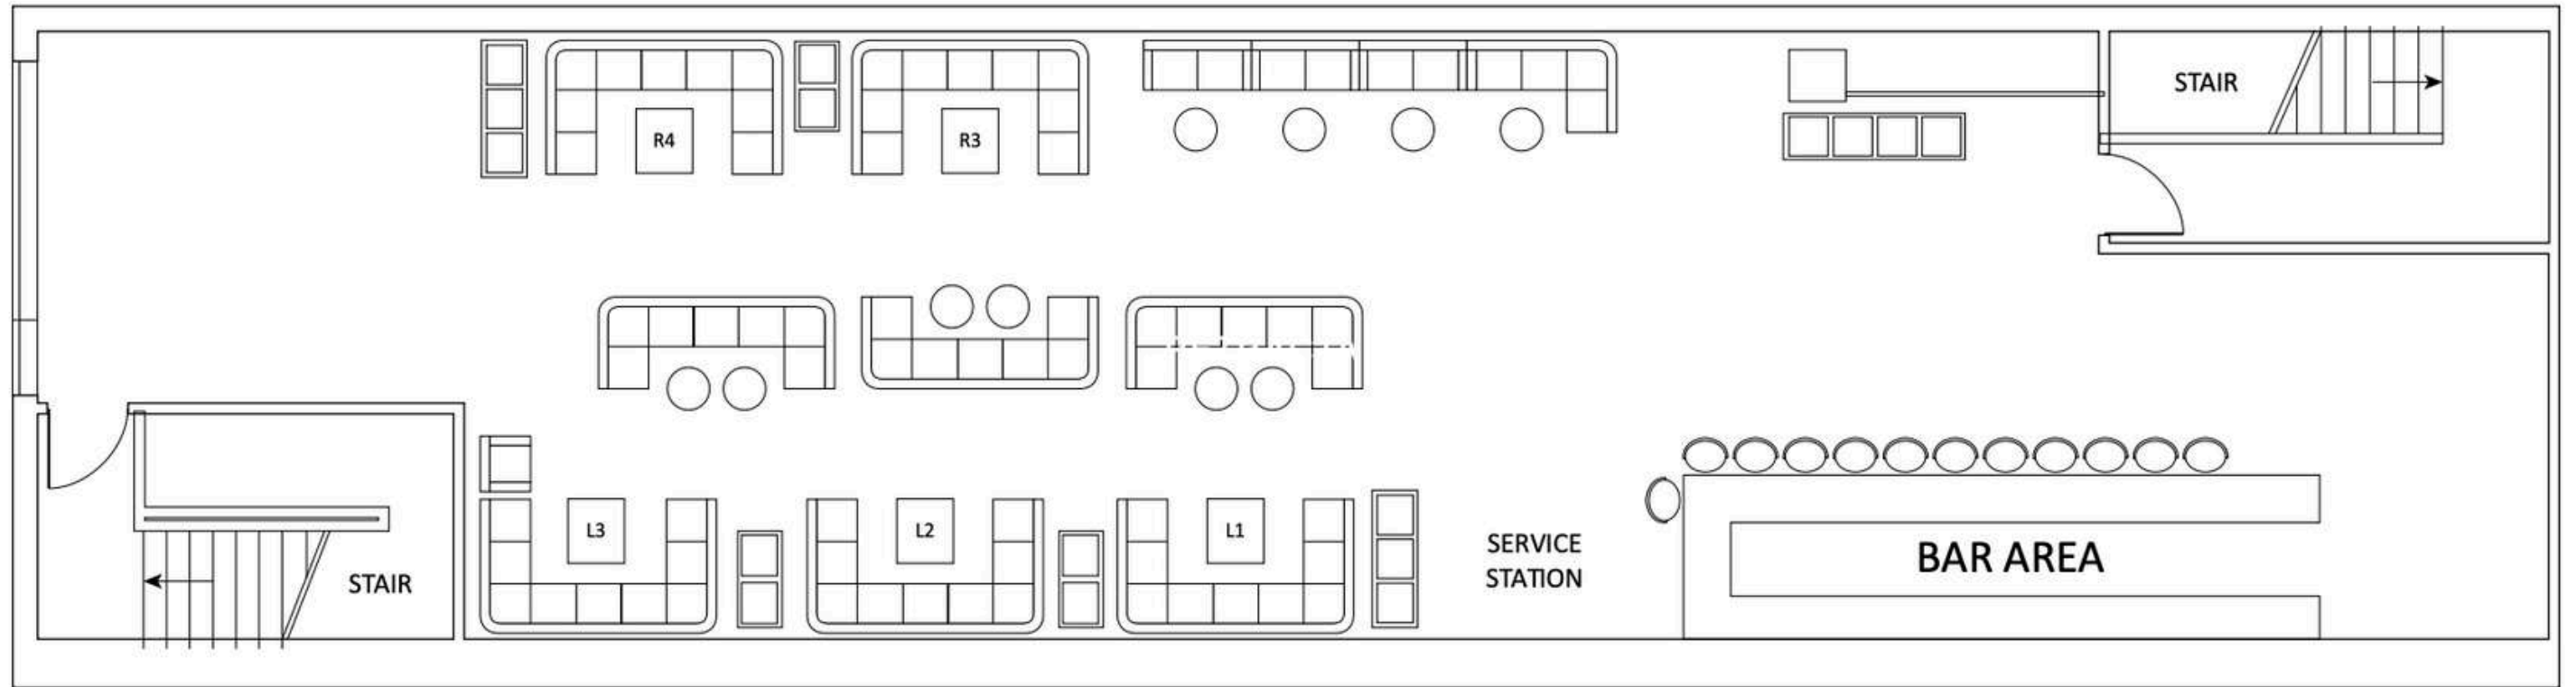 STAIR
R4
R3
L3
L2
L1
SERVICE
STATION
BAR AREA
STAIR